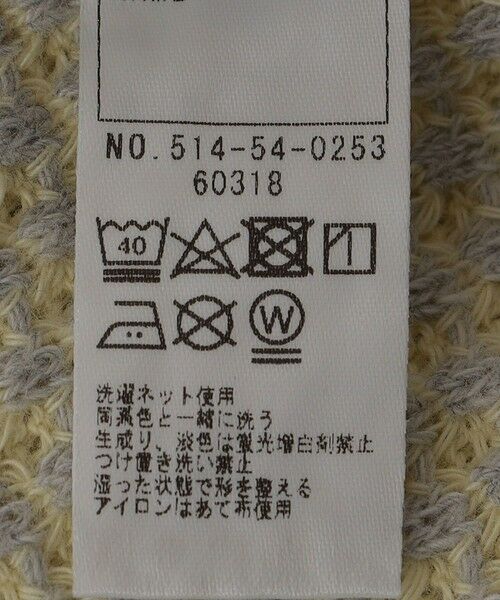 NO.514-54-0253
60318
40
W
洗濯ネット使用
同系色と一緒に洗う
生成り、淡色は蛍光増白剤禁止
つけ置き洗い禁止
湿った状態で形を整える
アイロンはあて布使用